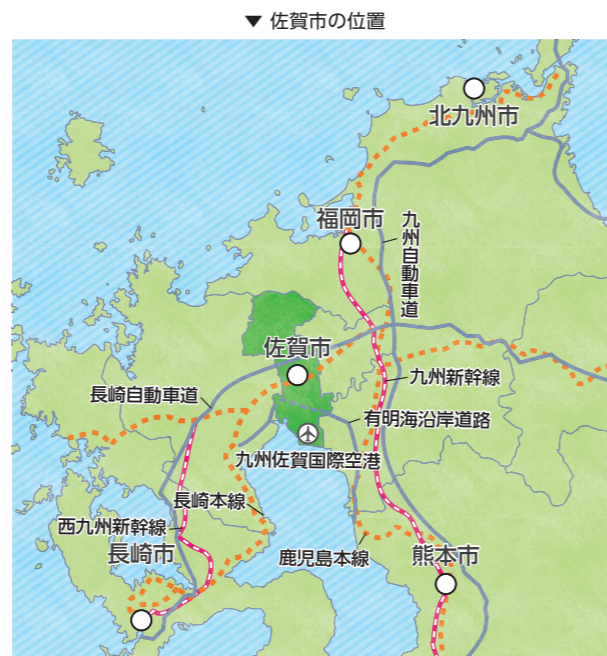 ▼ 佐賀市の位置
北九州市
福岡市
九州自動車道
佐賀市
長崎自動車道
九州新幹線
有明海沿岸道路
九州佐賀国際空港
長崎本線
西九州新幹線
長崎市
鹿児島本線
熊本市